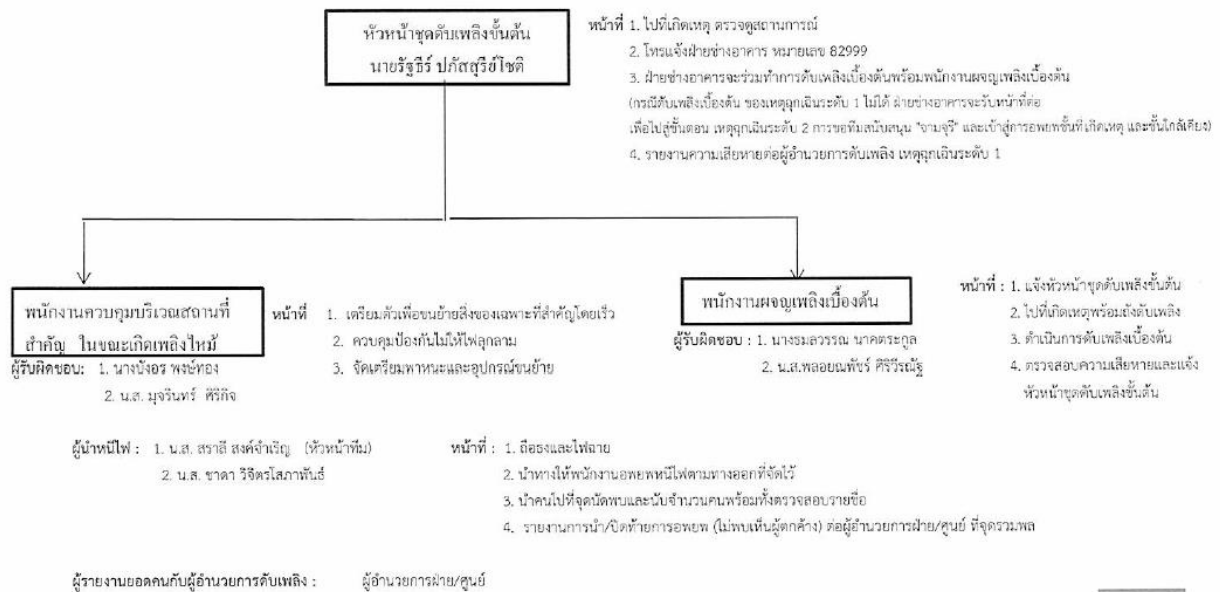 หัวหน้าชุดดับเพลิงขั้นต้น
นายรัฐธีร์ ปภัสสุรีย์โชติ
หน้าที่ 1. ไปที่เกิดเหตุ ตรวจดูสถานการณ์
2. โทรแจ้งฝ่ายช่างอาคาร หมายเลข 82999
3. ฝ่ายช่างอาคารจะร่วมทำการดับเพลิงเบื้องต้นพร้อมพนักงานผจญเพลิงเบื้องต้น
(กรณีดับเพลิงเบื้องต้น ของเหตุฉุกเฉินระดับ 1 ไม่ได้ ฝ่ายช่างอาคารจะรับหน้าที่ต่อ
เพื่อไปสู่ขั้นตอน เหตุฉุกเฉินระดับ 2 การขอทีมสนับสนุน "จามจุรี" และเข้าสู่การอพยพชั้นที่เกิดเหตุ และชั้นใกล้เคียง)
4. รายงานความเสียหายต่อผู้อำนวยการดับเพลิง เหตุฉุกเฉินระดับ 1
พนักงานควบคุมบริเวณสถานที่
สำคัญ ในขณะเกิดเพลิงไหม้
ผู้รับผิดชอบ: 1. นางบังอร พงษ์ทอง
2. น.ส. มุจรินทร์ ศิริกิจ
หน้าที่ 1. เตรียมตัวเพื่อขนย้ายสิ่งของเฉพาะที่สำคัญโดยเร็ว
2. ควบคุมป้องกันไม่ให้ไฟลุกลาม
3. จัดเตรียมพาหนะและอุปกรณ์ขนย้าย
พนักงานผจญเพลิงเบื้องต้น
ผู้รับผิดชอบ : 1. นางธมลวรรณ นาคตระกูล
2. น.ส.พลอยณพัชร์ ศิริวีรณัฐ
หน้าที่ : 1. แจ้งหัวหน้าชุดดับเพลิงขั้นต้น
2. ไปที่เกิดเหตุพร้อมถังดับเพลิง
3. ดำเนินการดับเพลิงเบื้องต้น
4. ตรวจสอบความเสียหายและแจ้ง
หัวหน้าชุดดับเพลิงขั้นต้น
ผู้นำหนีไฟ : 1. น.ส. สราลี สงค์จำเริญ (หัวหน้าทีม)
2. น.ส. ชาดา วิจิตรโสภาพันธ์
หน้าที่ : 1. ถือธงและไฟฉาย
2. นำทางให้พนักงานอพยพหนีไฟตามทางออกที่จัดไว้
3. นำคนไปที่จุดนัดพบและนับจำนวนคนพร้อมทั้งตรวจสอบรายชื่อ
4. รายงานการนำ/ปิดท้ายการอพยพ (ไม่พบเห็นผู้ตกค้าง) ต่อผู้อำนวยการฝ่าย/ศูนย์ ที่จุดรวมพล
ผู้รายงานยอดคนกับผู้อำนวยการดับเพลิง : ผู้อำนวยการฝ่าย/ศูนย์